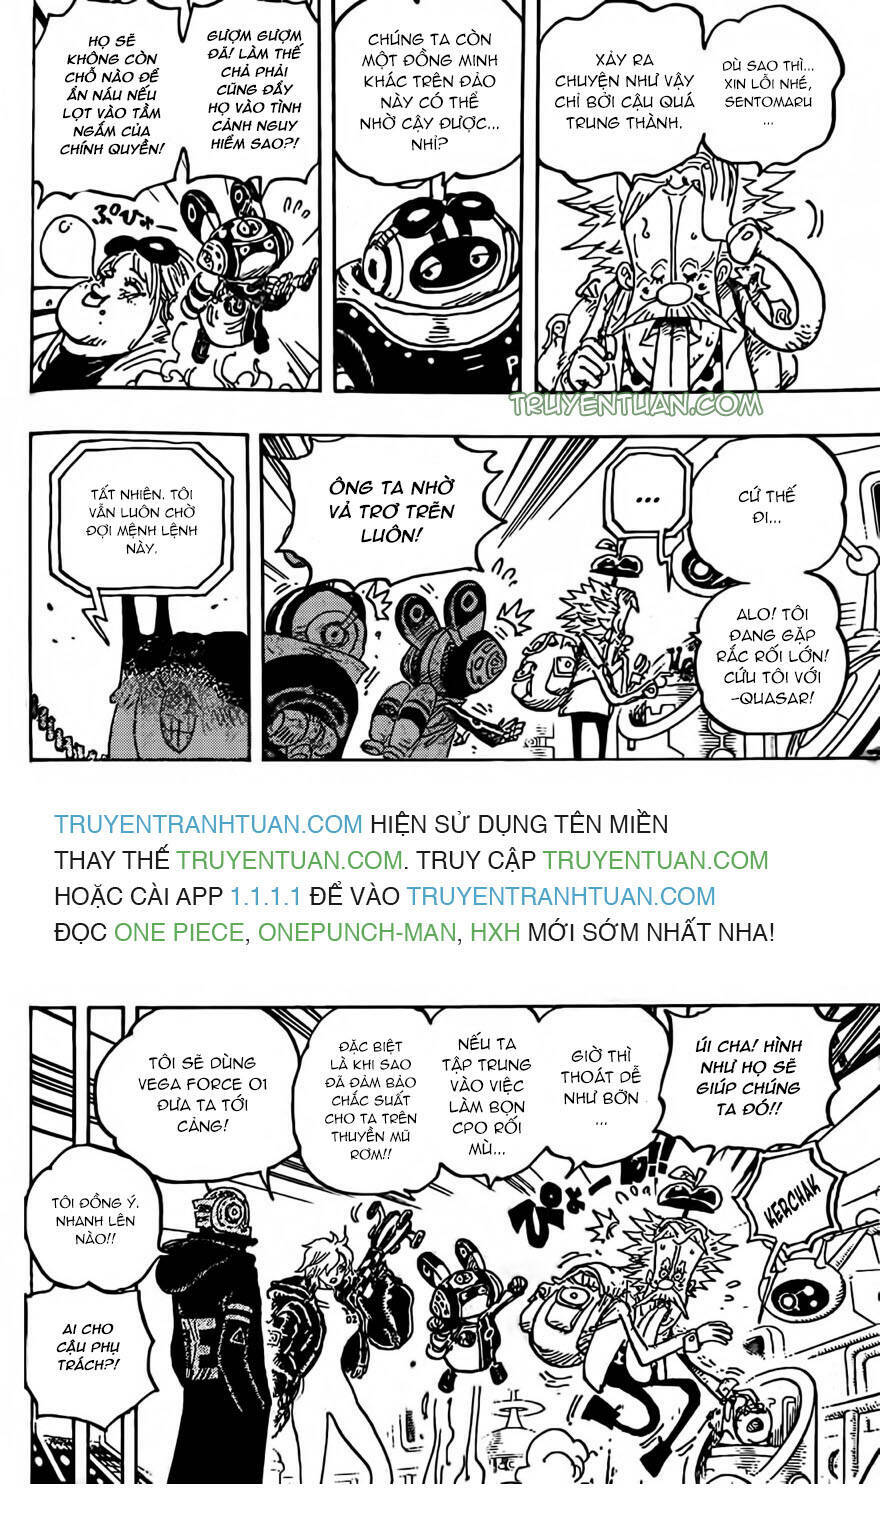 DÙ SAO THÌ...
XIN LỖI NHÉ,
SENTOMARU
...
XẢY RA
CHUYỆN NHƯ VẬY
CHỈ BỞI CẬU QUÁ
TRUNG THÀNH.
CHÚNG TA CÒN
MỘT ĐỒNG MINH
KHÁC TRÊN ĐẢO
NÀY CÓ THỂ
NHỜ CẬY ĐƯỢC...
NHỈ?
GƯỢM GƯỢM
ĐÃ! LÀM THẾ
CHẢ PHẢI
CŨNG ĐẨY
HỌ VÀO TÌNH
CẢNH NGUY
HIỂM SAO?!
HỌ SẼ
KHÔNG CÒN
CHỖ NÀO ĐỂ
ẨN NÁU NẾU
LỌT VÀO TẦM
NGẮM CỦA
CHÍNH QUYỀN!
ぷぴょー
P
TRUYENTUAN.COM
CỨ THẾ
ĐI...
ALO! TÔI
ĐANG GẶP
RẮC RỐI LỚN!
CỨU TÔI VỚI
-QUASAR!
...
ÔNG TA NHỜ
VẢ TRƠ TRẼN
LUÔN!
TẤT NHIÊN. TÔI
VẪN LUÔN CHỜ
ĐỢI MỆNH LỆNH
NÀY.
TRUYENTRANHTUAN.COM HIỆN SỬ DỤNG TÊN MIỀN
THAY THẾ TRUYENTUAN.COM. TRUY CẬP TRUYENTUAN.COM
HOẶC CÀI APP 1.1.1.1 ĐỂ VÀO TRUYENTRANHTUAN.COM
ĐỌC ONE PIECE, ONEPUNCH-MAN, HXH MỚI SỚM NHẤT NHA!
ÚI CHA! HÌNH
NHƯ HỌ SẼ
GIÚP CHÚNG
TA ĐÓ!!
KERCHAK
GIỜ THÌ
THOÁT DỄ
NHƯ BỠN
...
NẾU TA
TẬP TRUNG
VÀO VIỆC
LÀM BỌN
CPO RỐI
MÙ...
ĐẶC BIỆT
LÀ KHI SAO
ĐÃ ĐẢM BẢO
CHẮC SUẤT
CHO TA TRÊN
THUYỀN MŨ
RƠM!!
ぴょーん!!
TÔI SẼ DÙNG
VEGA FORCE 01
ĐƯA TA TỚI
CẢNG!
TÔI ĐỒNG Ý.
NHANH LÊN
NÀO!!
AI CHO
CẬU PHỤ
TRÁCH?!